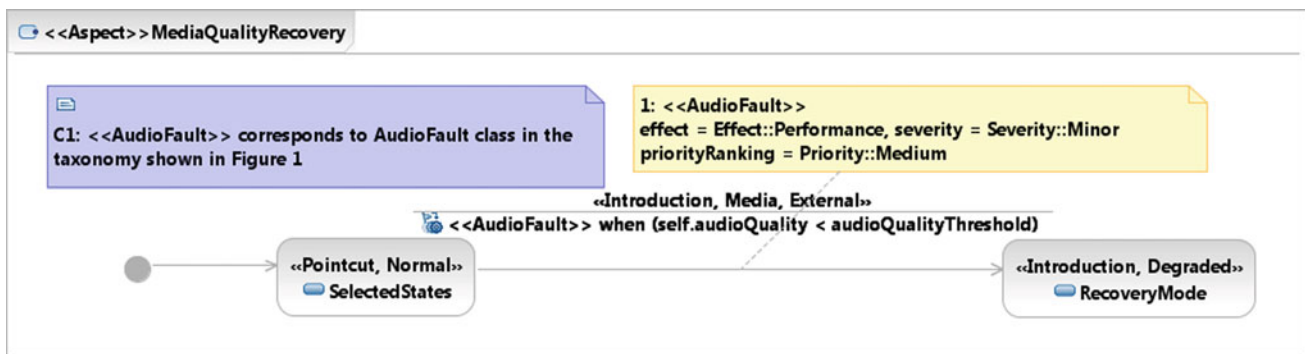 <<Aspect>>MediaQualityRecovery
C1: <<AudioFault>> corresponds to AudioFault class in the
taxonomy shown in Figure 1
1: <<AudioFault>>
effect = Effect::Performance, severity = Severity::Minor
priorityRanking = Priority::Medium
«Introduction, Media, External»
<<AudioFault>> when (self.audioQuality < audioQualityThreshold)
«Pointcut, Normal»
SelectedStates
«Introduction, Degraded»
RecoveryMode